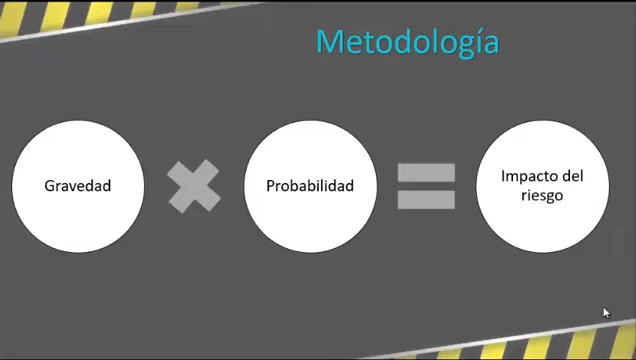 Metodología
Gravedad
Probabilidad
Impacto del
riesgo